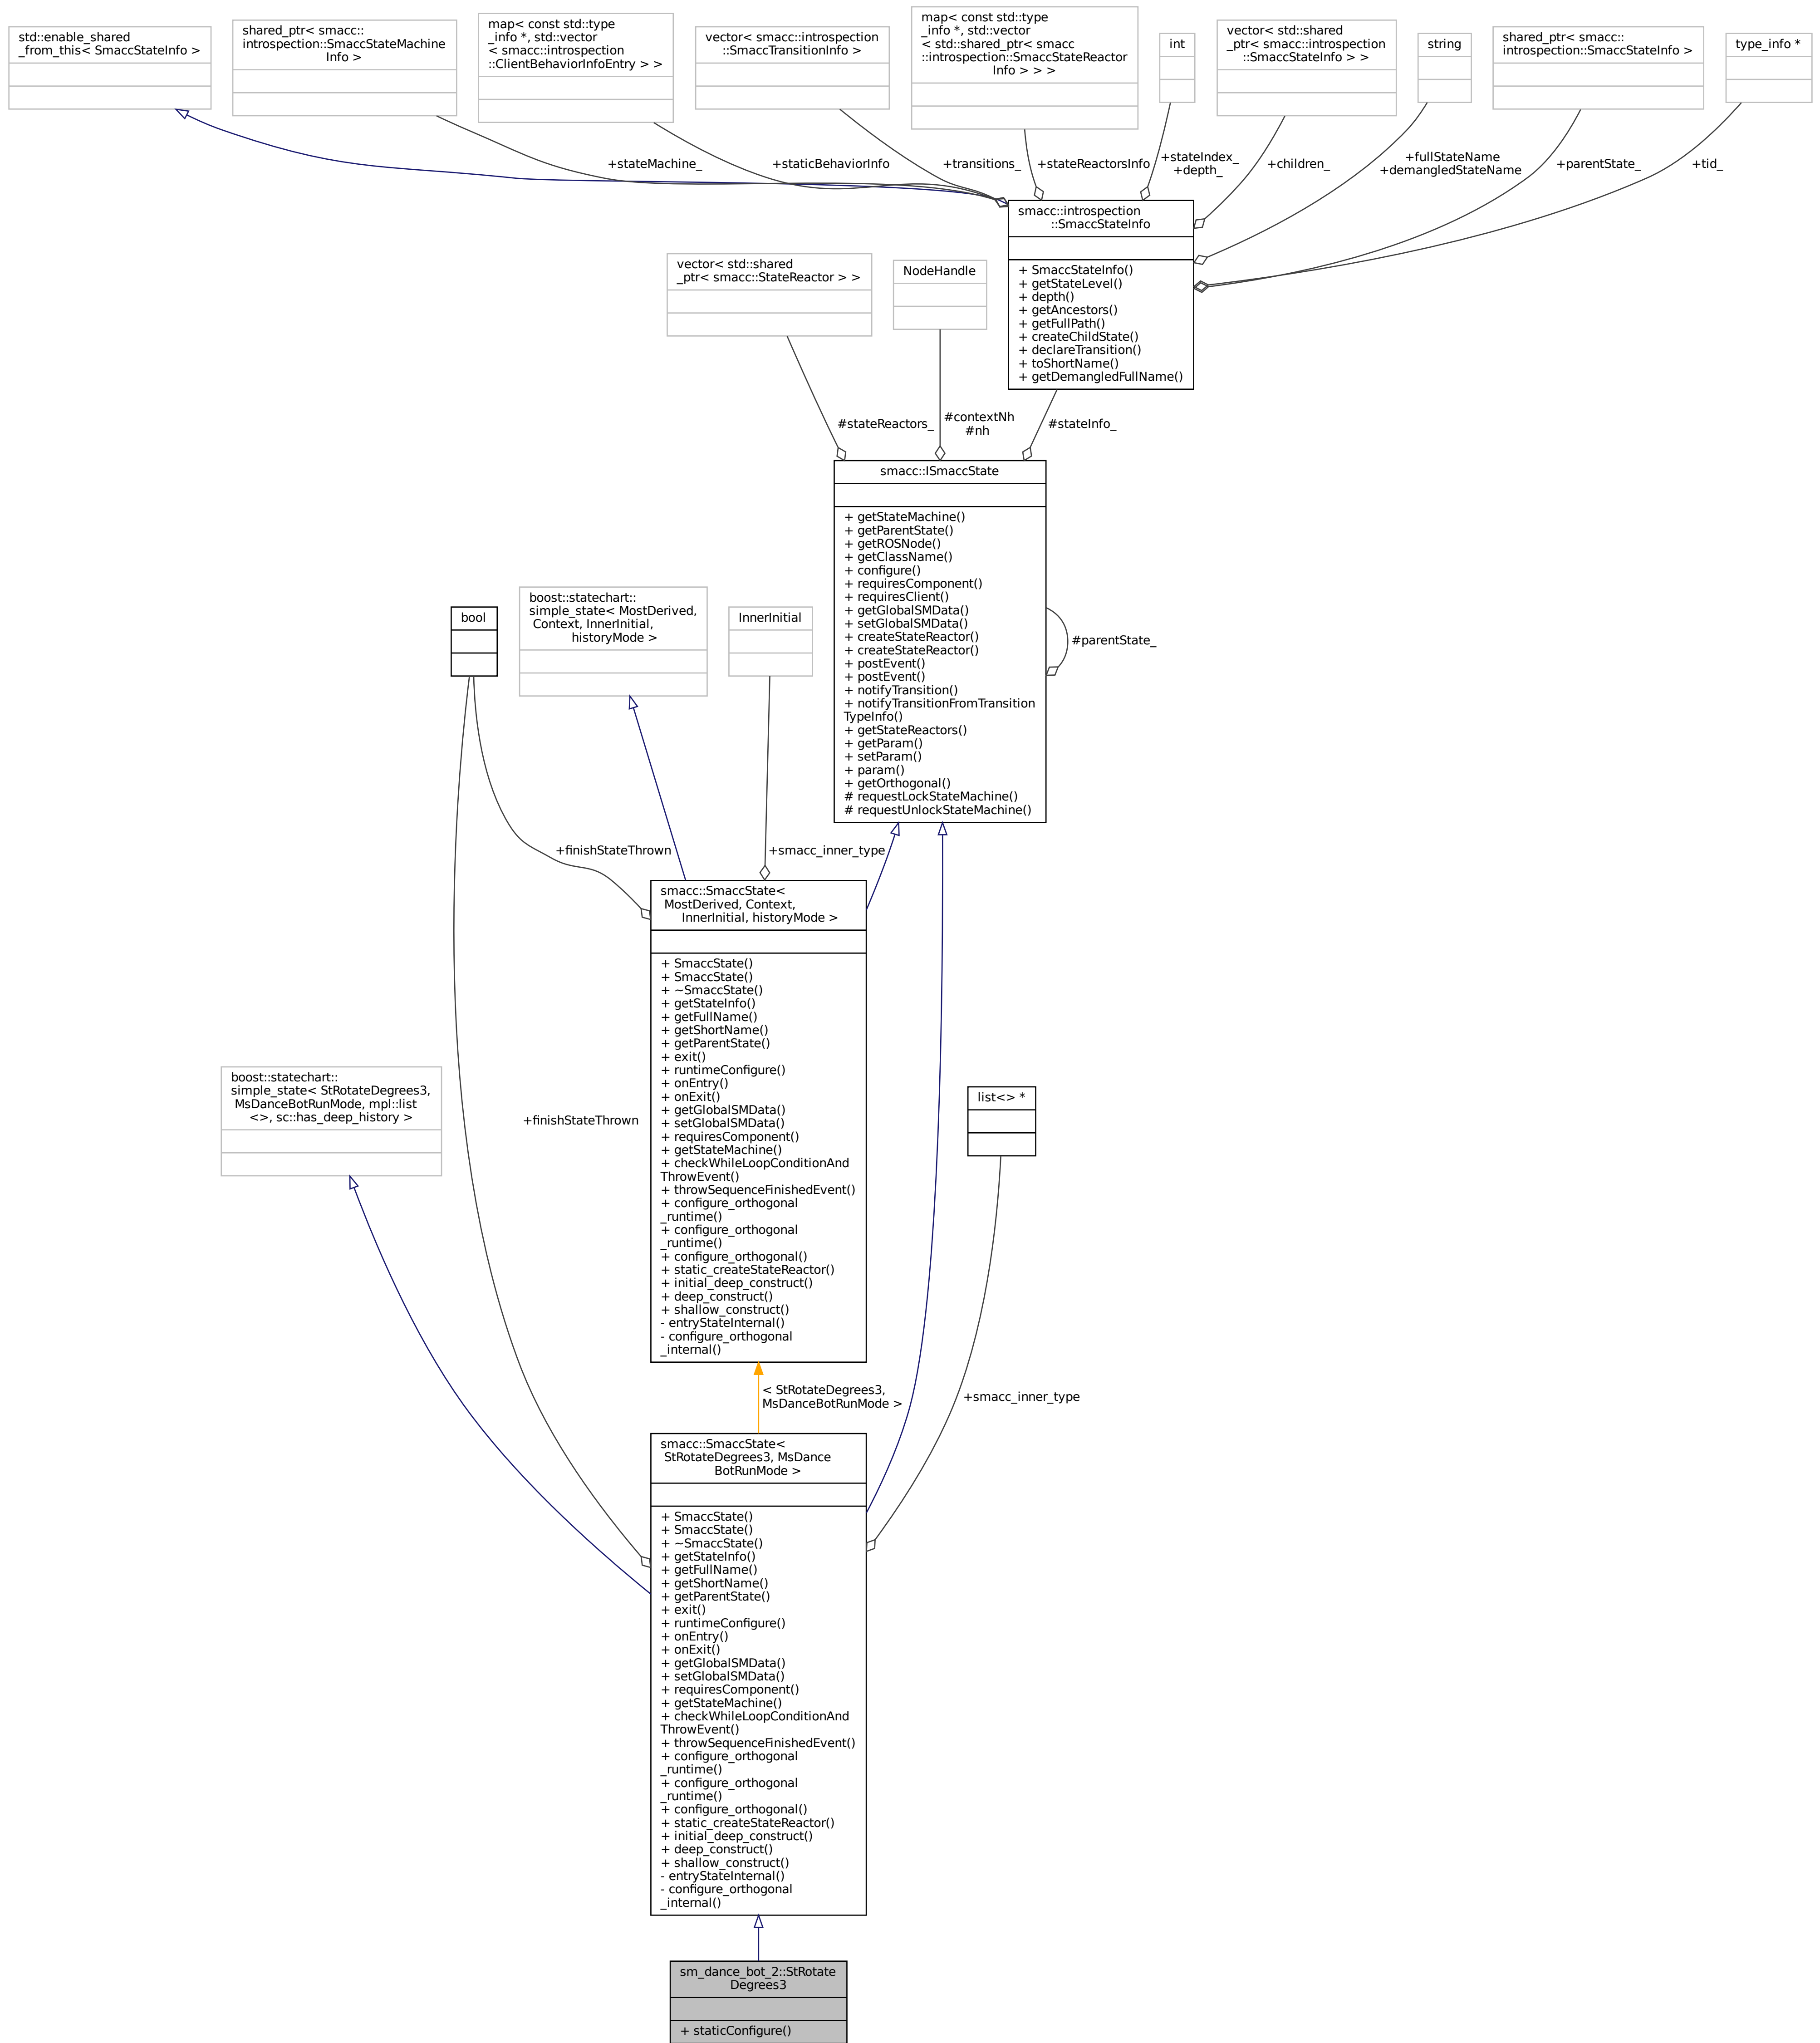 std::enable_shared
_from_this< SmaccStateInfo >
shared_ptr< smacc::
introspection::SmaccStateMachine
Info >
map< const std::type
_info *, std::vector
< smacc::introspection
::ClientBehaviorInfoEntry > >
vector< smacc::introspection
::SmaccTransitionInfo >
map< const std::type
_info *, std::vector
< std::shared_ptr< smacc
::introspection::SmaccStateReactor
Info > > >
int
vector< std::shared
_ptr< smacc::introspection
::SmaccStateInfo > >
string
shared_ptr< smacc::
introspection::SmaccStateInfo >
type_info *
+stateMachine_
+staticBehaviorInfo
+transitions_
+stateReactorsInfo
+stateIndex_
+depth_
+children_
+fullStateName
+demangledStateName
+parentState_
+tid_
smacc::introspection
::SmaccStateInfo
+ SmaccStateInfo()
+ getStateLevel()
+ depth()
+ getAncestors()
+ getFullPath()
+ createChildState()
+ declareTransition()
+ toShortName()
+ getDemangledFullName()
vector< std::shared
_ptr< smacc::StateReactor > >
NodeHandle
#stateReactors_
#contextNh
#nh
#stateInfo_
smacc::ISmaccState
+ getStateMachine()
+ getParentState()
+ getROSNode()
+ getClassName()
+ configure()
+ requiresComponent()
+ requiresClient()
+ getGlobalSMData()
+ setGlobalSMData()
+ createStateReactor()
+ createStateReactor()
+ postEvent()
+ postEvent()
+ notifyTransition()
+ notifyTransitionFromTransition
TypeInfo()
+ getStateReactors()
+ getParam()
+ setParam()
+ param()
+ getOrthogonal()
# requestLockStateMachine()
# requestUnlockStateMachine()
#parentState_
bool
boost::statechart::
simple_state< MostDerived,
Context, InnerInitial,
historyMode >
InnerInitial
+finishStateThrown
+smacc_inner_type
smacc::SmaccState<
MostDerived, Context,
InnerInitial, historyMode >
+ SmaccState()
+ SmaccState()
+ ~SmaccState()
+ getStateInfo()
+ getFullName()
+ getShortName()
+ getParentState()
+ exit()
+ runtimeConfigure()
+ onEntry()
+ onExit()
+ getGlobalSMData()
+ setGlobalSMData()
+ requiresComponent()
+ getStateMachine()
+ checkWhileLoopConditionAnd
ThrowEvent()
+ throwSequenceFinishedEvent()
+ configure_orthogonal
_runtime()
+ configure_orthogonal
_runtime()
+ configure_orthogonal()
+ static_createStateReactor()
+ initial_deep_construct()
+ deep_construct()
+ shallow_construct()
- entryStateInternal()
- configure_orthogonal
_internal()
boost::statechart::
simple_state< StRotateDegrees3,
MsDanceBotRunMode, mpl::list
<>, sc::has_deep_history >
+finishStateThrown
list<> *
< StRotateDegrees3,
MsDanceBotRunMode >
+smacc_inner_type
smacc::SmaccState<
StRotateDegrees3, MsDance
BotRunMode >
+ SmaccState()
+ SmaccState()
+ ~SmaccState()
+ getStateInfo()
+ getFullName()
+ getShortName()
+ getParentState()
+ exit()
+ runtimeConfigure()
+ onEntry()
+ onExit()
+ getGlobalSMData()
+ setGlobalSMData()
+ requiresComponent()
+ getStateMachine()
+ checkWhileLoopConditionAnd
ThrowEvent()
+ throwSequenceFinishedEvent()
+ configure_orthogonal
_runtime()
+ configure_orthogonal
_runtime()
+ configure_orthogonal()
+ static_createStateReactor()
+ initial_deep_construct()
+ deep_construct()
+ shallow_construct()
- entryStateInternal()
- configure_orthogonal
_internal()
sm_dance_bot_2::StRotate
Degrees3
+ staticConfigure()